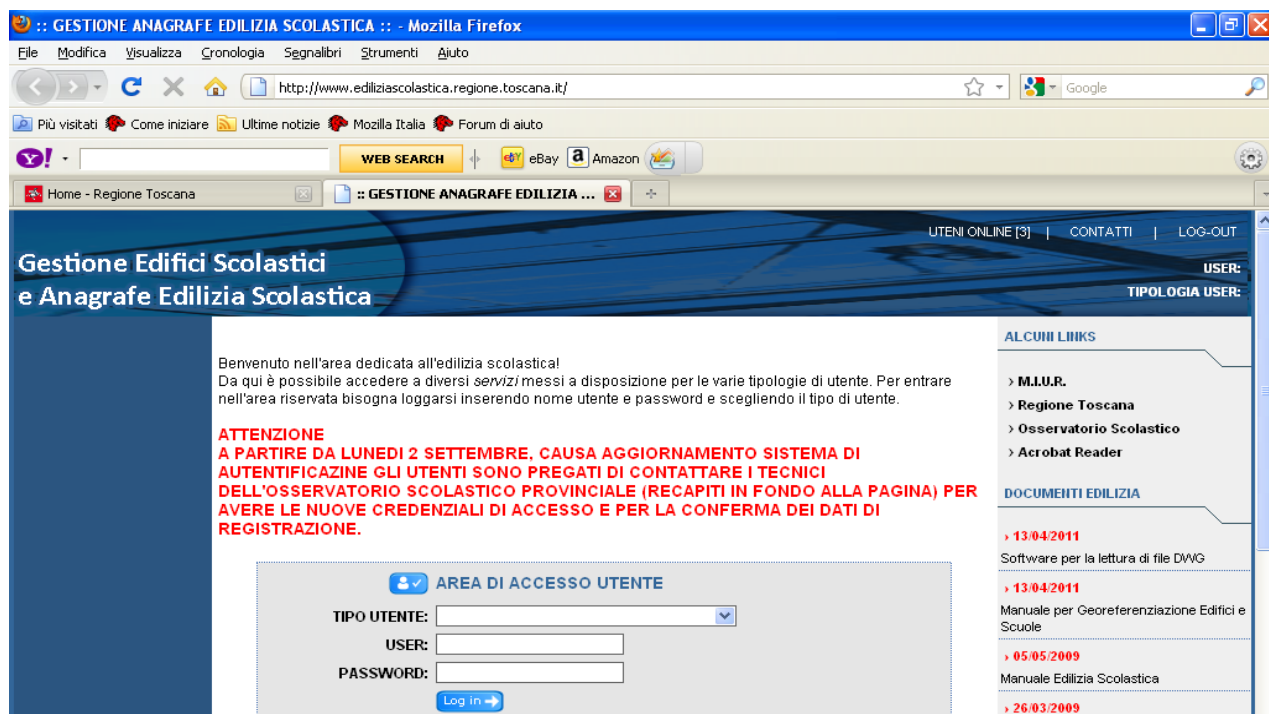 :: GESTIONE ANAGRAFE EDILIZIA SCOLASTICA :: - Mozilla Firefox
File Modifica Visualizza Cronologia Segnalibri Strumenti Aiuto
http://www.ediliziascolastica.regione.toscana.it/
Google
Più visitati Come iniziare Ultime notizie Mozilla Italia Forum di aiuto
Y! WEB SEARCH eBay a Amazon
Home - Regione Toscana
:: GESTIONE ANAGRAFE EDILIZIA ...
UTENI ONLINE [3] | CONTATTI | LOG-OUT
Gestione Edifici Scolastici
e Anagrafe Edilizia Scolastica
USER:
TIPOLOGIA USER:
Benvenuto nell'area dedicata all'edilizia scolastica!
Da qui è possibile accedere a diversi servizi messi a disposizione per le varie tipologie di utente. Per entrare
nell'area riservata bisogna loggarsi inserendo nome utente e password e scegliendo il tipo di utente.
ATTENZIONE
A PARTIRE DA LUNEDI 2 SETTEMBRE, CAUSA AGGIORNAMENTO SISTEMA DI
AUTENTIFICAZINE GLI UTENTI SONO PREGATI DI CONTATTARE I TECNICI
DELL'OSSERVATORIO SCOLASTICO PROVINCIALE (RECAPITI IN FONDO ALLA PAGINA) PER
AVERE LE NUOVE CREDENZIALI DI ACCESSO E PER LA CONFERMA DEI DATI DI
REGISTRAZIONE.
AREA DI ACCESSO UTENTE
TIPO UTENTE:
USER:
PASSWORD:
Log in
ALCUNI LINKS
› M.I.U.R.
› Regione Toscana
› Osservatorio Scolastico
› Acrobat Reader
DOCUMENTI EDILIZIA
› 13/04/2011
Software per la lettura di file DWG
› 13/04/2011
Manuale per Georeferenziazione Edifici e
Scuole
› 05/05/2009
Manuale Edilizia Scolastica
› 26/03/2009